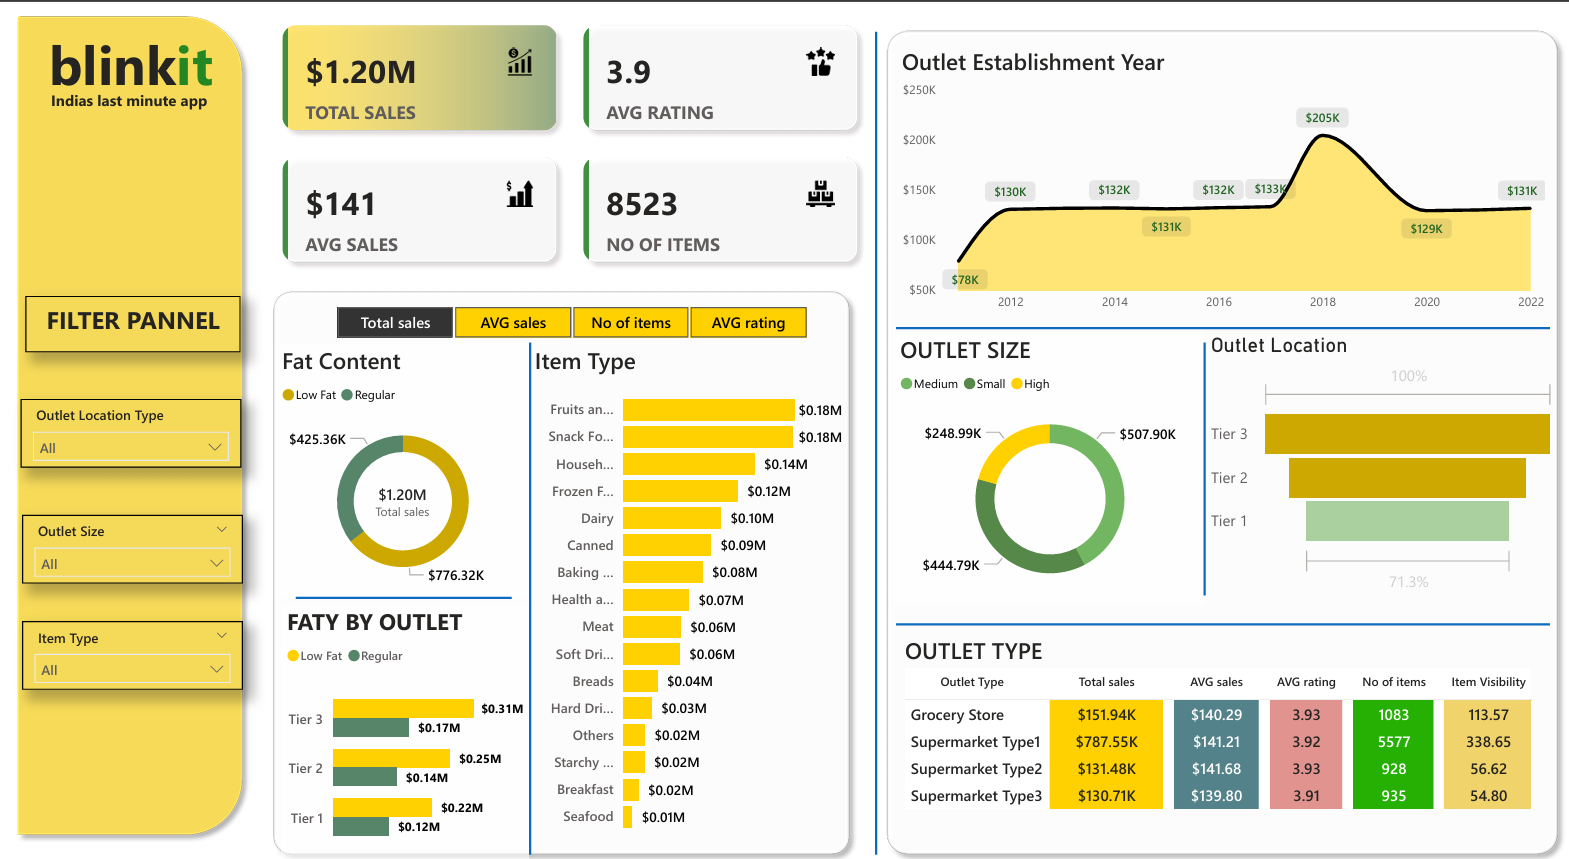 blinkit
Indias last minute app
FILTER PANNEL
Outlet Location Type
All
Outlet Size
All
Item Type
All
$1.20M
TOTAL SALES
3.9
AVG RATING
$141
AVG SALES
8523
NO OF ITEMS
Total sales AVG sales No of items AVG rating
Fat Content
Low Fat Regular
$425.36K
$1.20M
Total sales
$776.32K
FATY BY OUTLET
Low Fat Regular
Tier 3 $0.31M
$0.17M
Tier 2 $0.25M
$0.14M
Tier 1 $0.22M
$0.12M
Item Type
Fruits an... $0.18M
Snack Fo... $0.18M
Househ... $0.14M
Frozen F... $0.12M
Dairy $0.10M
Canned $0.09M
Baking ... $0.08M
Health a... $0.07M
Meat $0.06M
Soft Dri... $0.06M
Breads $0.04M
Hard Dri... $0.03M
Others $0.02M
Starchy ... $0.02M
Breakfast $0.02M
Seafood $0.01M
Outlet Establishment Year
$250K
$200K
$150K
$100K
$50K
$78K
$130K
$132K
$131K
$132K
$133K
$205K
$129K
$131K
2012 2014 2016 2018 2020 2022
OUTLET SIZE
Medium Small High
$248.99K
$507.90K
$444.79K
Outlet Location
100%
Tier 3
Tier 2
Tier 1
71.3%
OUTLET TYPE
Outlet Type Total sales AVG sales AVG rating No of items Item Visibility
Grocery Store $151.94K $140.29 3.93 1083 113.57
Supermarket Type1 $787.55K $141.21 3.92 5577 338.65
Supermarket Type2 $131.48K $141.68 3.93 928 56.62
Supermarket Type3 $130.71K $139.80 3.91 935 54.80